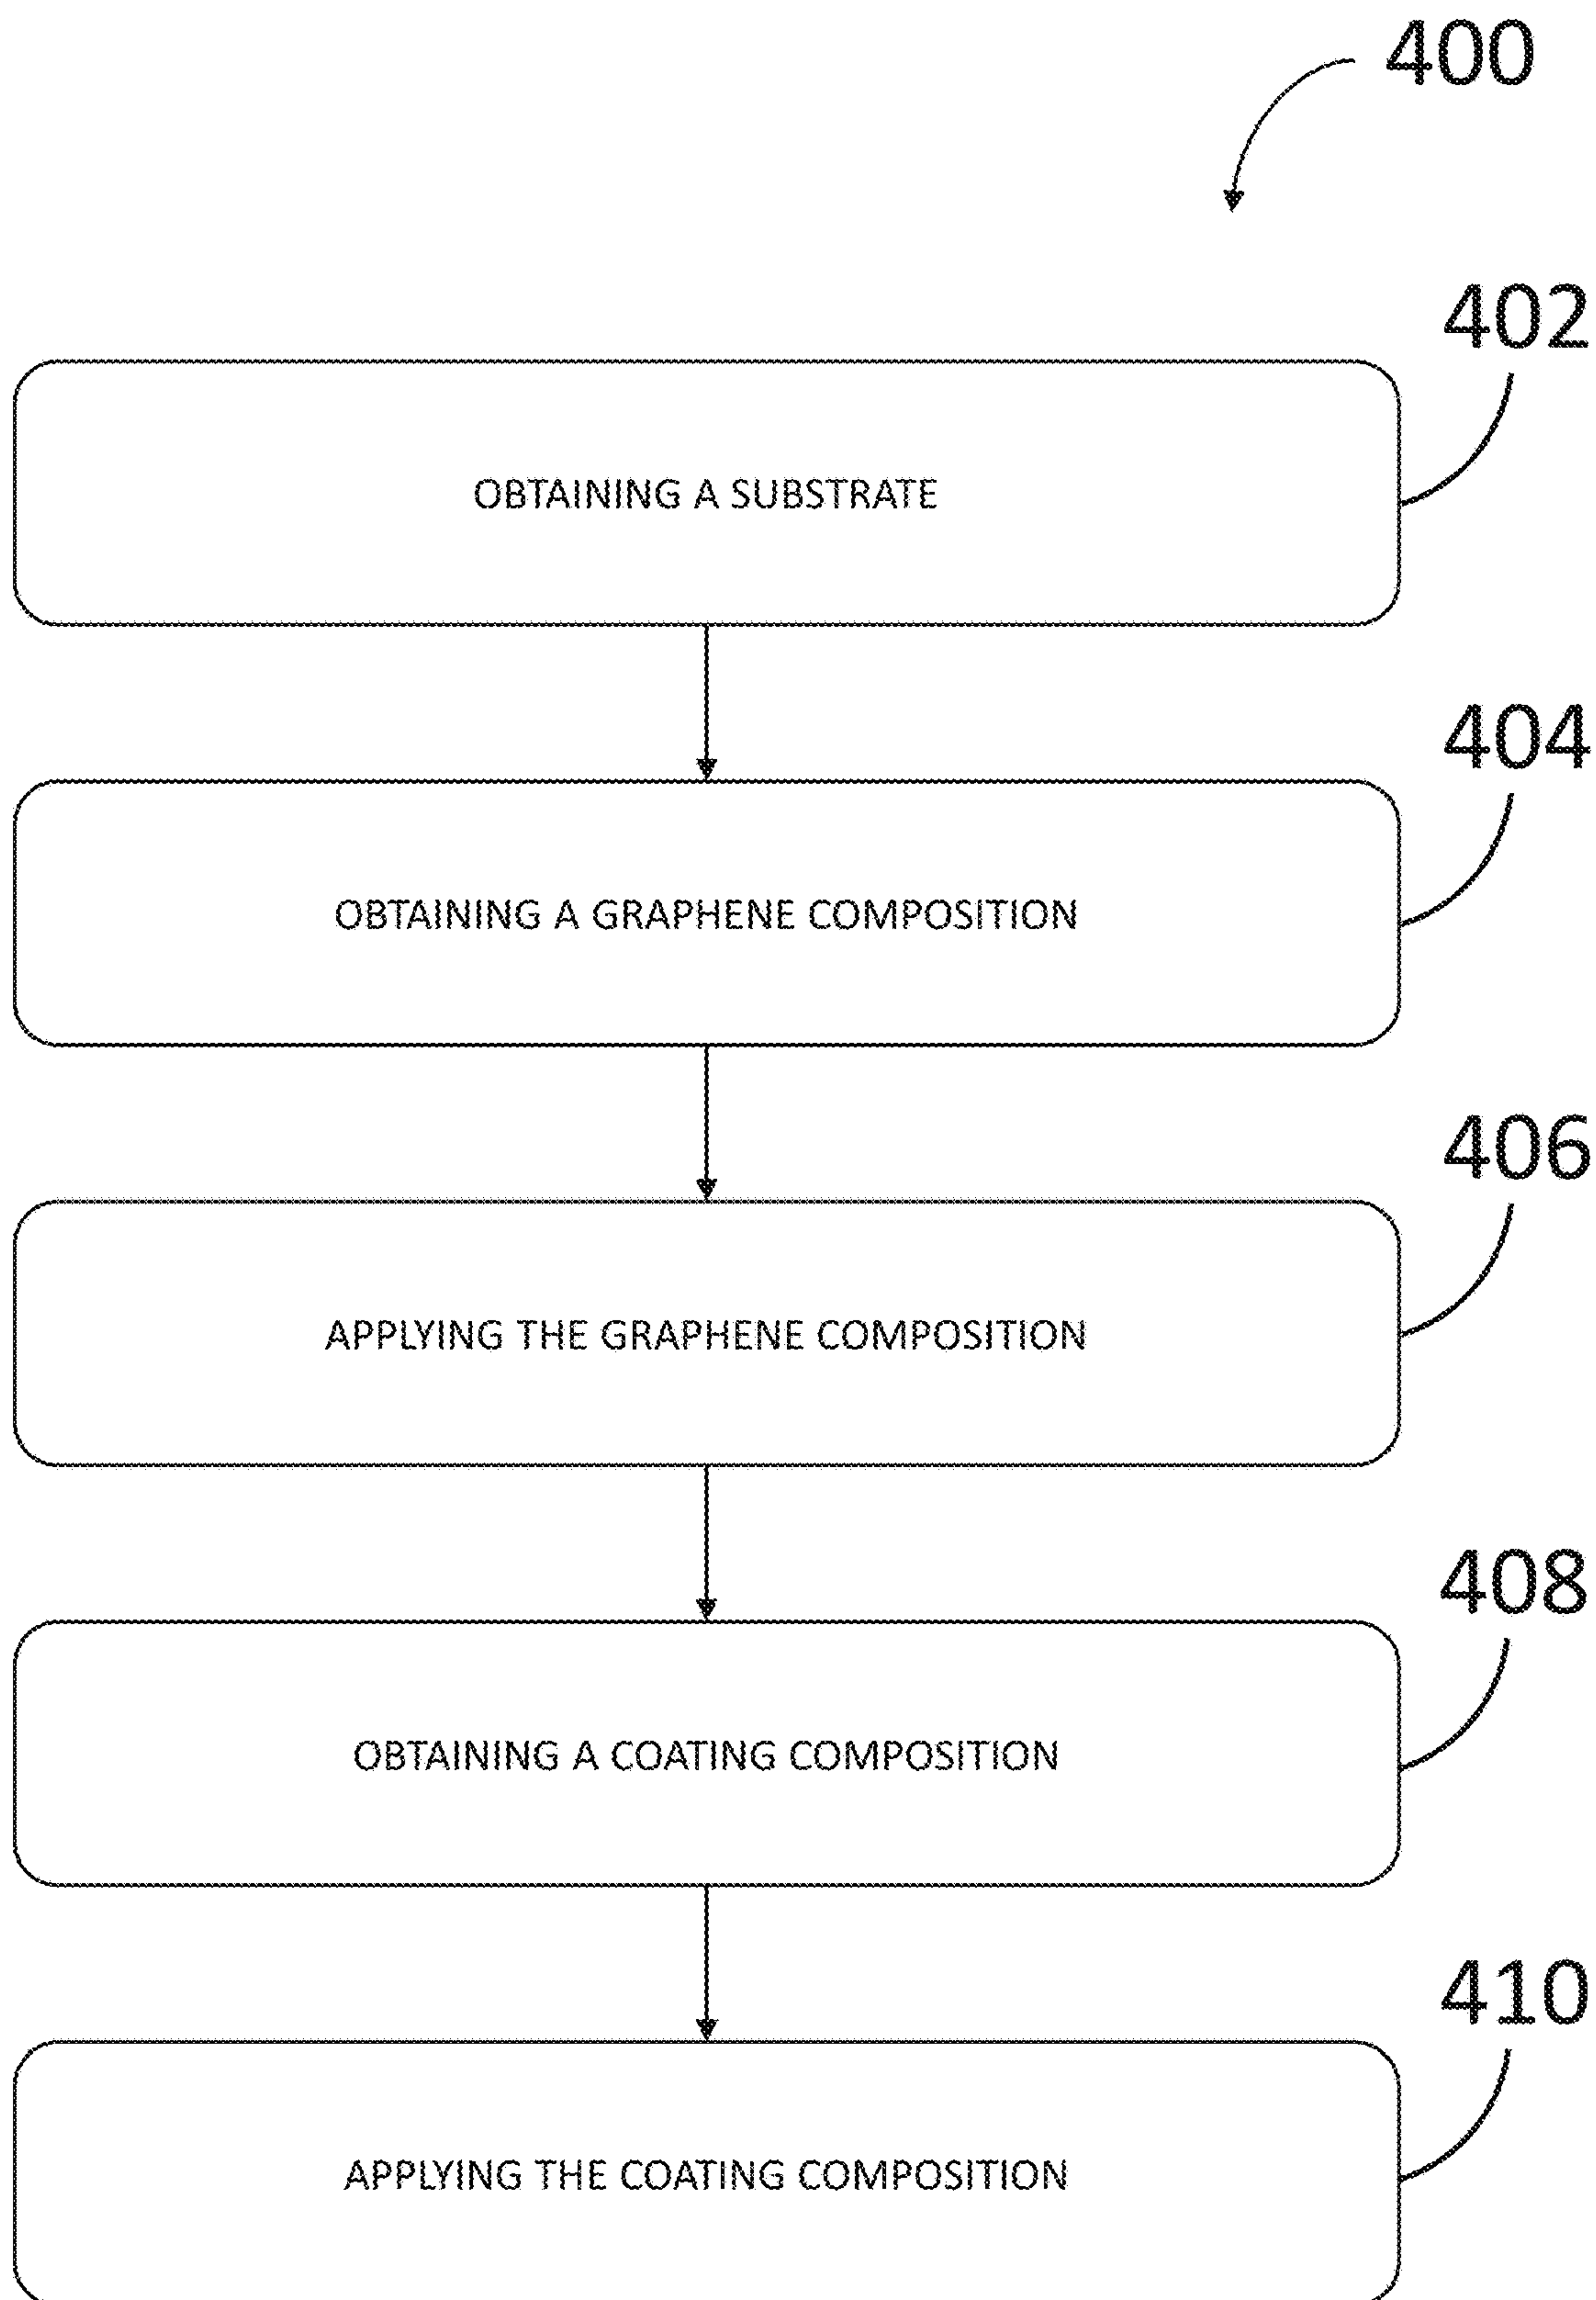 400
402
OBTAINING A SUBSTRATE
404
OBTAINING A GRAPHENE COMPOSITION
406
APPLYING THE GRAPHENE COMPOSITION
408
OBTAINING A COATING COMPOSITION
410
APPLYING THE COATING COMPOSITION